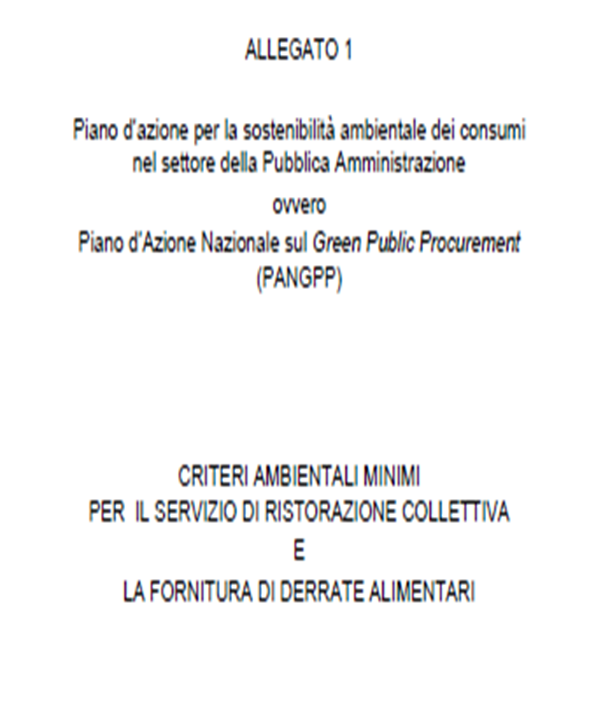 ALLEGATO 1
Piano d'azione per la sostenibilità ambientale dei consumi
nel settore della Pubblica Amministrazione
ovvero
Piano d'Azione Nazionale sul Green Public Procurement
(PANGPP)
CRITERI AMBIENTALI MINIMI
PER IL SERVIZIO DI RISTORAZIONE COLLETTIVA
E
LA FORNITURA DI DERRATE ALIMENTARI